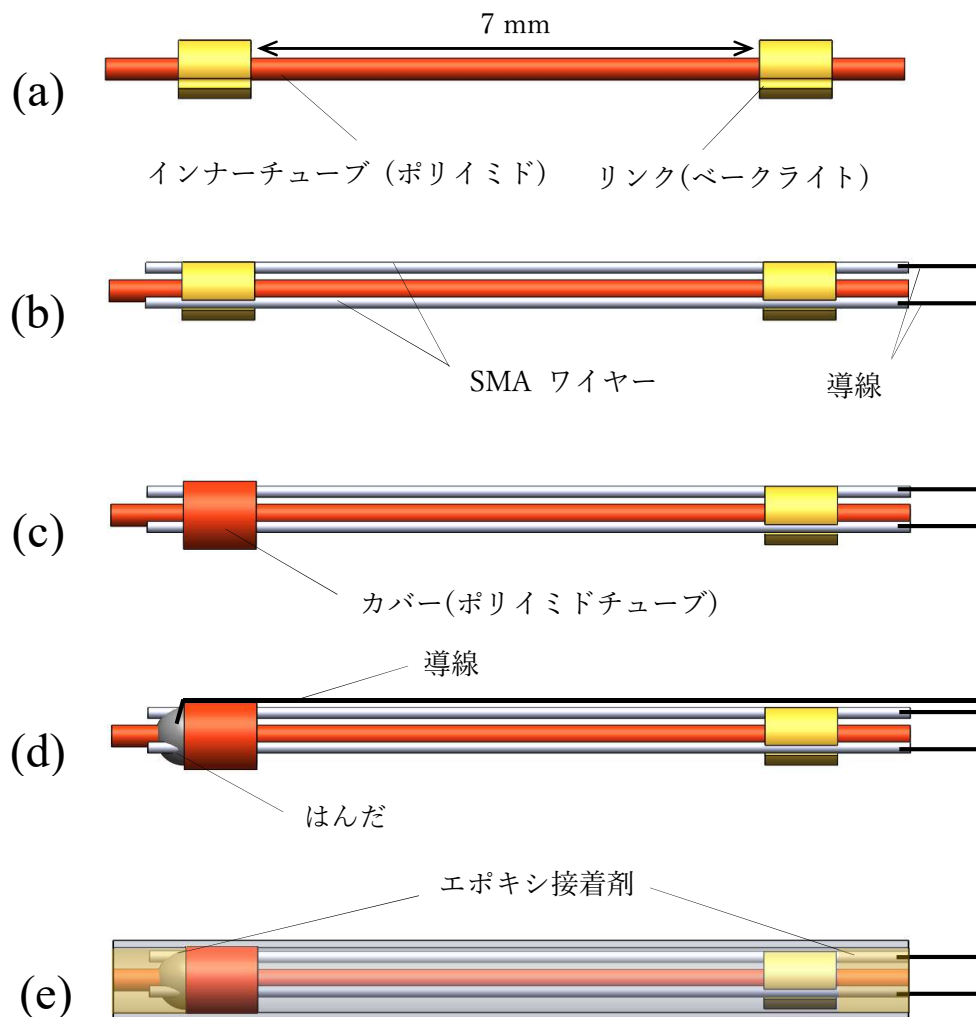 7 mm
(a)
インナーチューブ (ポリイミド)
リンク(ベークライト)
(b)
SMA ワイヤー
導線
(c)
カバー(ポリイミドチューブ)
導線
(d)
はんだ
エポキシ接着剤
(e)